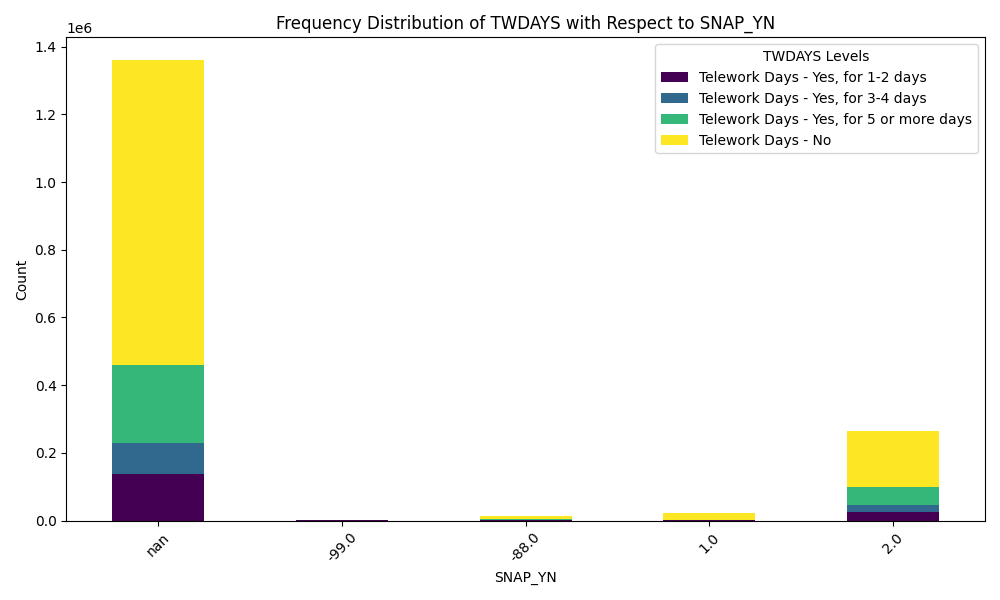 Frequency Distribution of TWDAYS with Respect to SNAP_YN
1e6
TWDAYS Levels
Telework Days - Yes, for 1-2 days
Telework Days - Yes, for 3-4 days
Telework Days - Yes, for 5 or more days
Telework Days - No
1.4
1.2
1.0
0.8
0.6
0.4
0.2
0.0
Count
nan
-99.0
-88.0
1.0
2.0
SNAP_YN